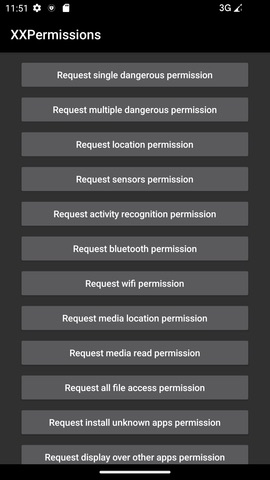 11:51
3G
XXPermissions
Request single dangerous permission
Request multiple dangerous permission
Request location permission
Request sensors permission
Request activity recognition permission
Request bluetooth permission
Request wifi permission
Request media location permission
Request media read permission
Request all file access permission
Request install unknown apps permission
Request display over other apps permission